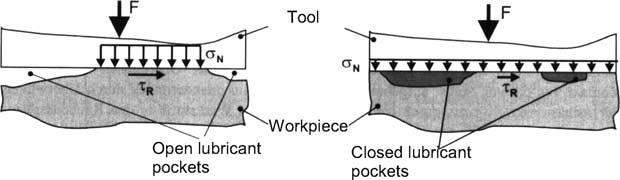 F
Tool
F
σN
σN
τR
τR
Workpiece
Open lubricant
pockets
Closed lubricant
pockets